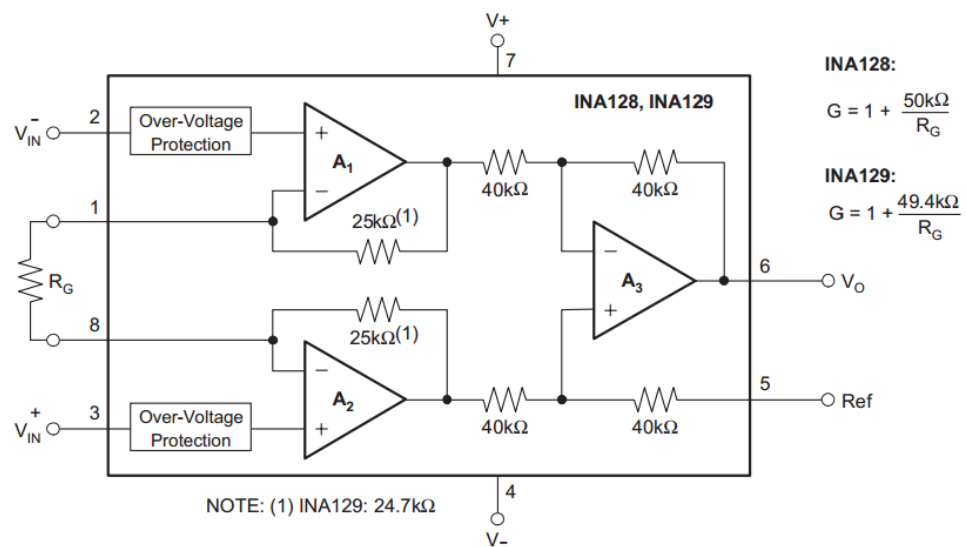 V+
7
INA128:
G = 1 + 50kΩ / R_G
INA129:
G = 1 + 49.4kΩ / R_G
INA128, INA129
2
V_IN^-
Over-Voltage
Protection
+
A₁
−
40kΩ
40kΩ
1
25kΩ(1)
R_G
−
A₃
+
6
V_O
8
25kΩ(1)
−
A₂
+
5
Ref
40kΩ
40kΩ
3
V_IN^+
Over-Voltage
Protection
4
V−
NOTE: (1) INA129: 24.7kΩ